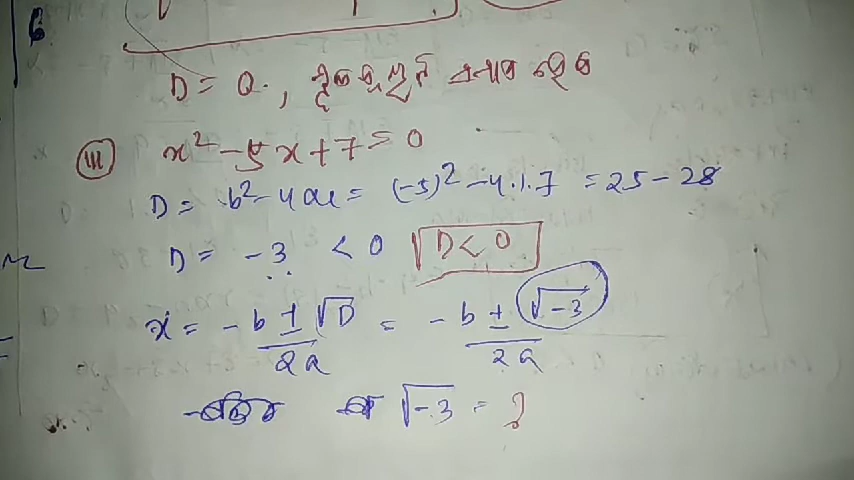 D = 0. , ମୂଳଦ୍ୱୟ ସମାନ ହେବ
(iii) x² - 5x + 7 = 0
D = b² - 4ac = (-5)² - 4.1.7 = 25 - 28
D = -3 < 0 D < 0
x = -b ± √D / 2a = -b ± √-3 / 2a
√-3 = ?